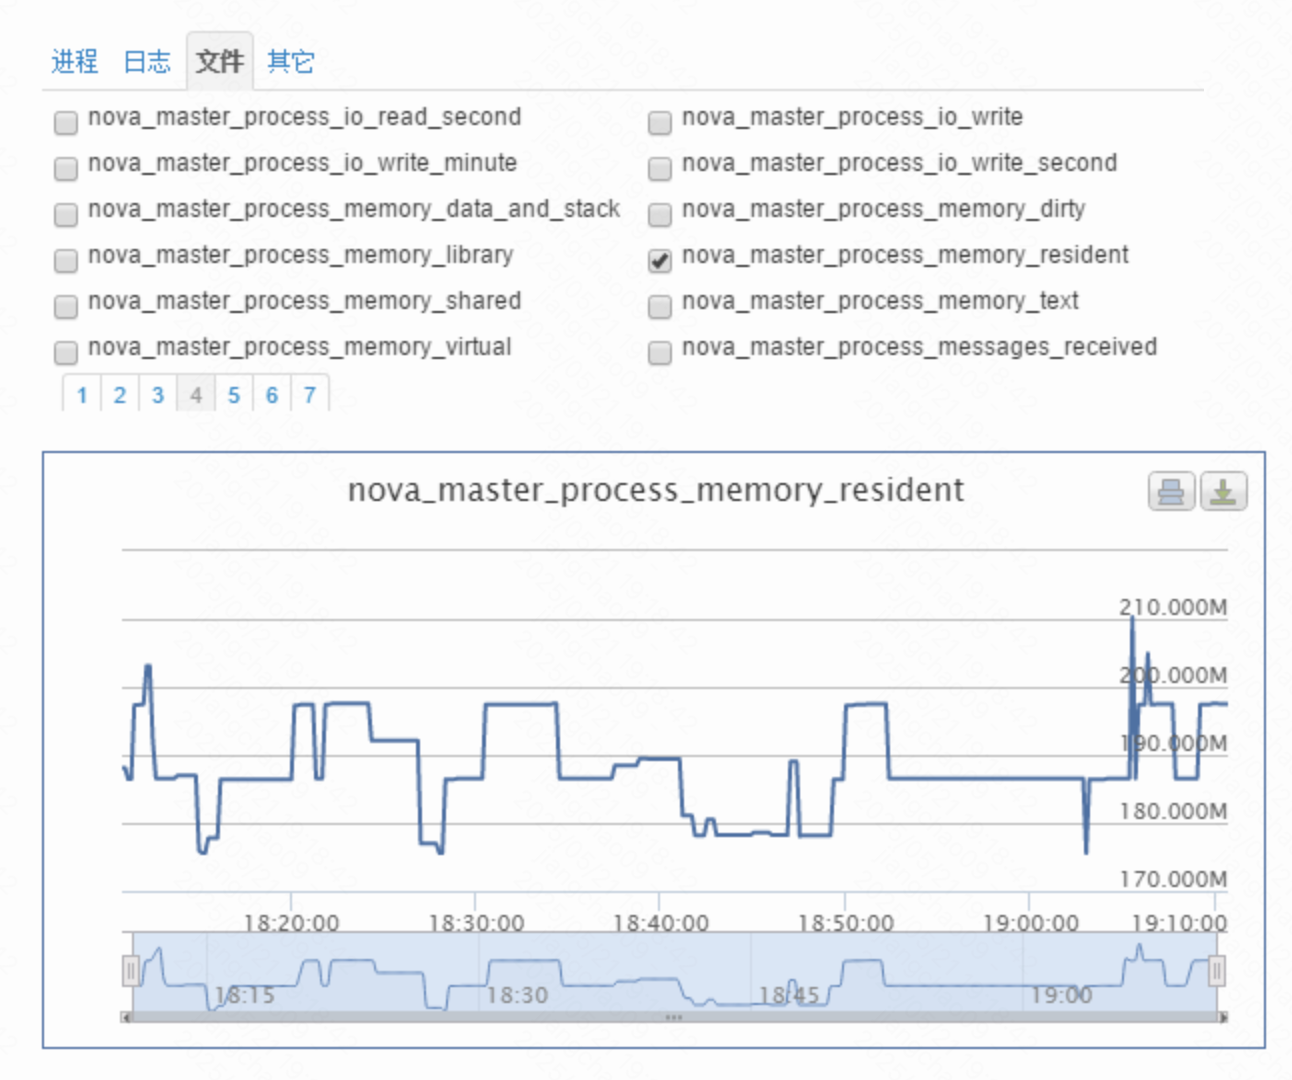 进程 日志 文件 其它
nova_master_process_io_read_second nova_master_process_io_write
nova_master_process_io_write_minute nova_master_process_io_write_second
nova_master_process_memory_data_and_stack nova_master_process_memory_dirty
nova_master_process_memory_library nova_master_process_memory_resident
nova_master_process_memory_shared nova_master_process_memory_text
nova_master_process_memory_virtual nova_master_process_messages_received
1 2 3 4 5 6 7
nova_master_process_memory_resident
210.000M
200.000M
190.000M
180.000M
170.000M
18:20:00 18:30:00 18:40:00 18:50:00 19:00:00 19:10:00
18:15 18:30 18:45 19:00